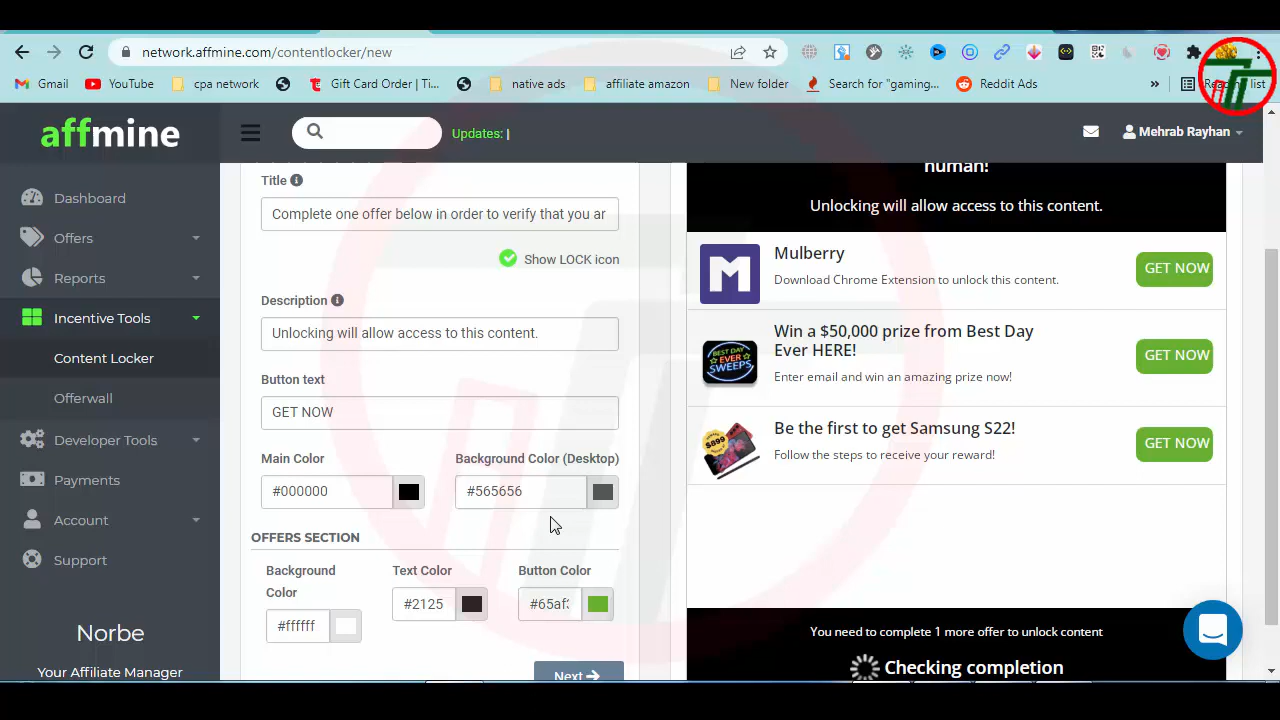 network.affmine.com/contentlocker/new
Gmail
YouTube
cpa network
Gift Card Order | Ti...
native ads
affiliate amazon
New folder
Search for "gaming...
Reddit Ads
»
affmine
Updates: |
Mehrab Rayhan
Dashboard
Offers
Reports
Incentive Tools
Content Locker
Offerwall
Developer Tools
Payments
Account
Support
Norbe
Your Affiliate Manager
Title
Complete one offer below in order to verify that you ar
Show LOCK icon
Description
Unlocking will allow access to this content.
Button text
GET NOW
Main Color
Background Color (Desktop)
#000000
#565656
OFFERS SECTION
Background
Color
Text Color
Button Color
#ffffff
#2125
Next
human!
Unlocking will allow access to this content.
Mulberry
Download Chrome Extension to unlock this content.
GET NOW
BEST DAY
EVER
SWEEPS
Win a $50,000 prize from Best Day
Ever HERE!
Enter email and win an amazing prize now!
GET NOW
$899
Be the first to get Samsung S22!
Follow the steps to receive your reward!
GET NOW
You need to complete 1 more offer to unlock content
Checking completion